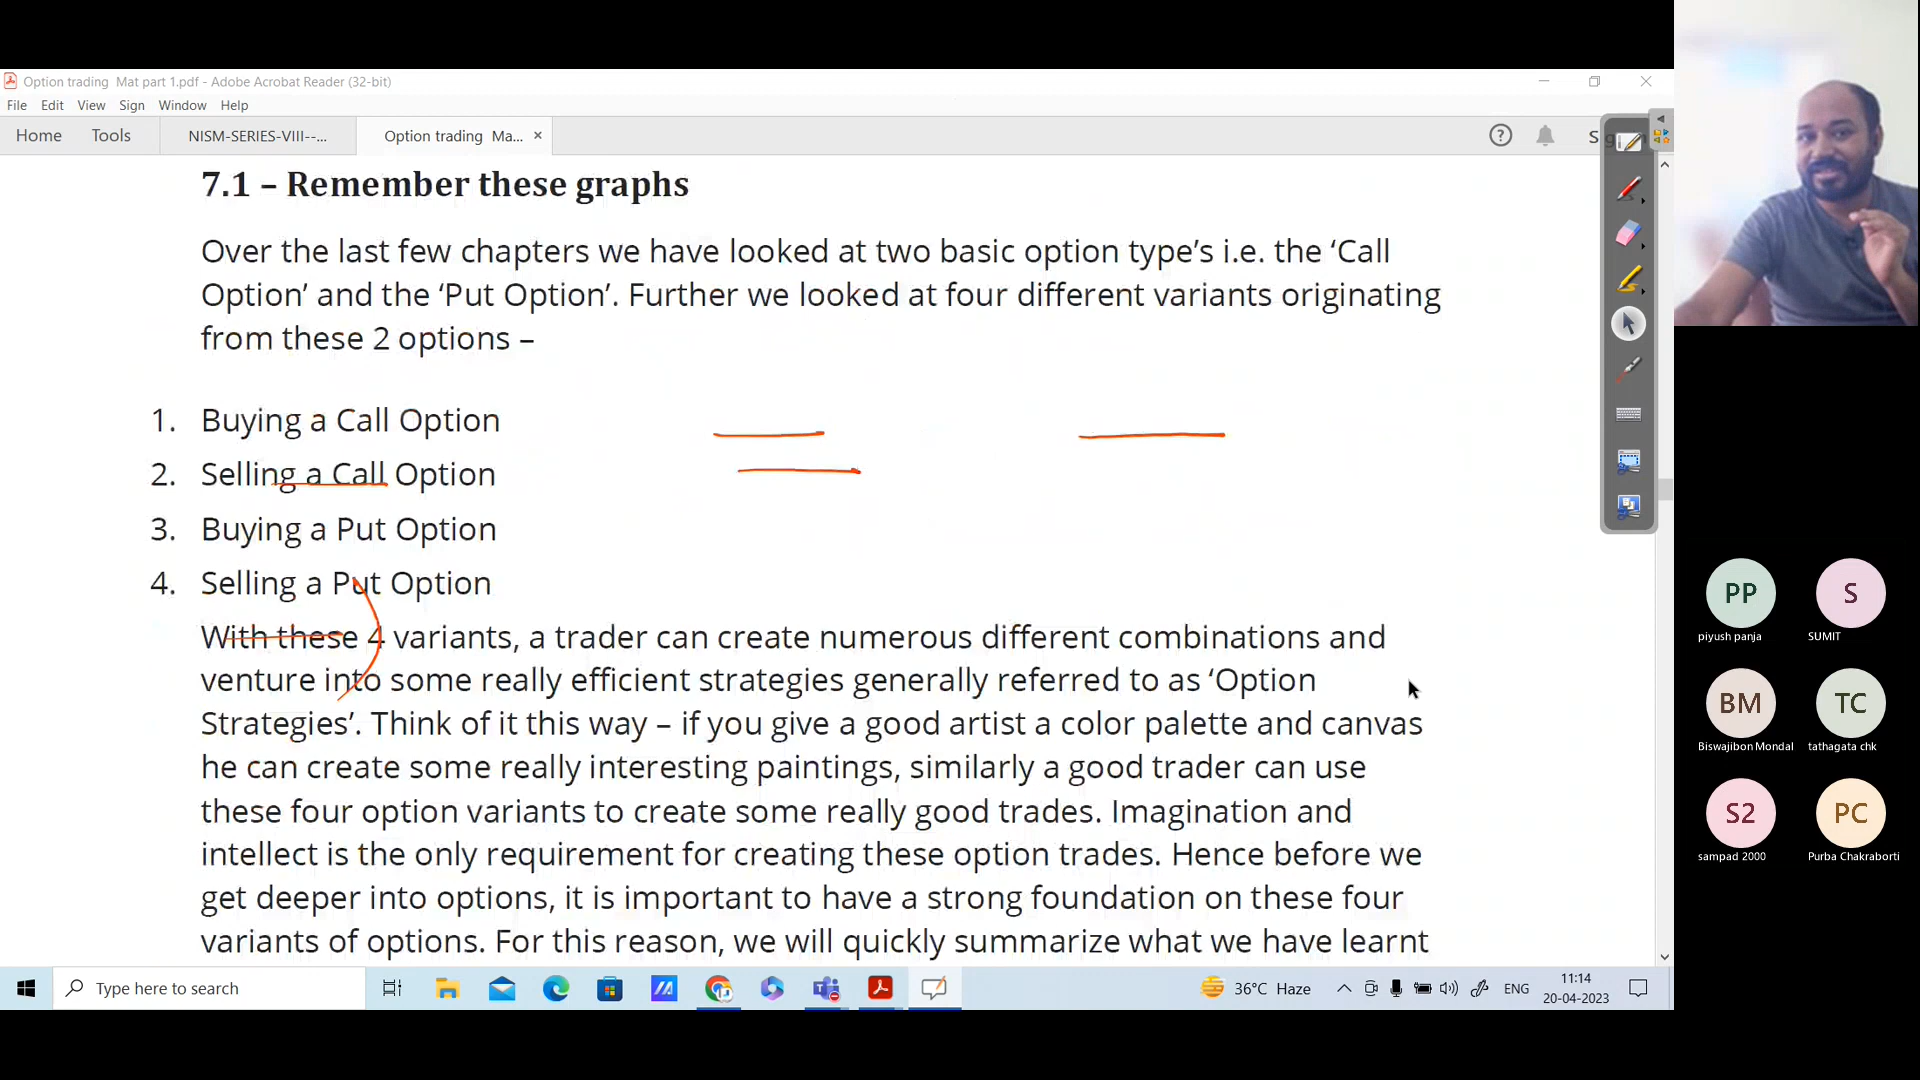 Option trading Mat part 1.pdf - Adobe Acrobat Reader (32-bit)
File Edit View Sign Window Help
Home Tools NISM-SERIES-VIII--... Option trading Ma... ×
7.1 – Remember these graphs
Over the last few chapters we have looked at two basic option type’s i.e. the ‘Call
Option’ and the ‘Put Option’. Further we looked at four different variants originating
from these 2 options –
1. Buying a Call Option
2. Selling a Call Option
3. Buying a Put Option
4. Selling a Put Option
With these 4 variants, a trader can create numerous different combinations and
venture into some really efficient strategies generally referred to as ‘Option
Strategies’. Think of it this way – if you give a good artist a color palette and canvas
he can create some really interesting paintings, similarly a good trader can use
these four option variants to create some really good trades. Imagination and
intellect is the only requirement for creating these option trades. Hence before we
get deeper into options, it is important to have a strong foundation on these four
variants of options. For this reason, we will quickly summarize what we have learnt
Type here to search
36°C Haze
ENG
11:14
20-04-2023
PP S
piyush panja SUMIT
BM TC
Biswajibon Mondal tathagata chk
S2 PC
sampad 2000 Purba Chakraborti